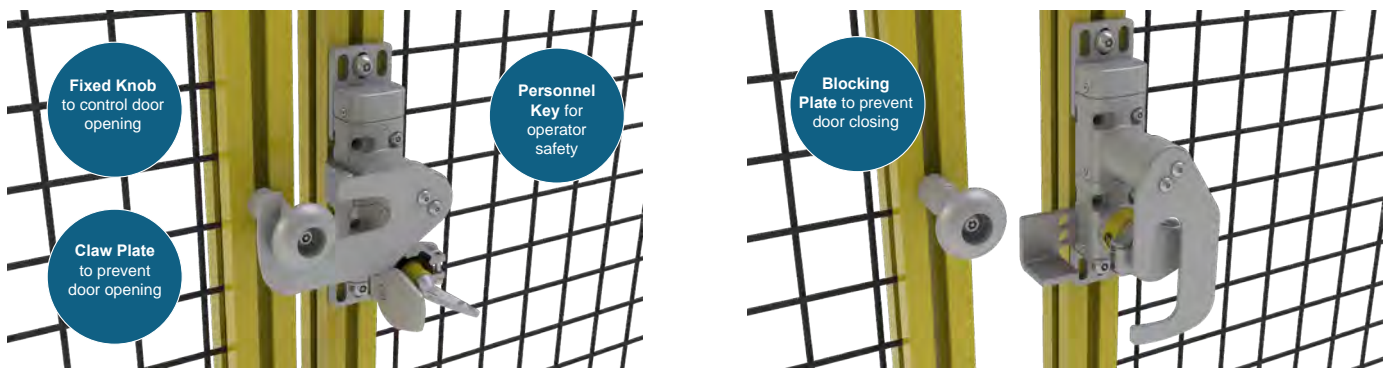 Fixed Knob
to control door
opening
Claw Plate
to prevent
door opening
Personnel
Key for
operator
safety
Blocking
Plate to prevent
door closing